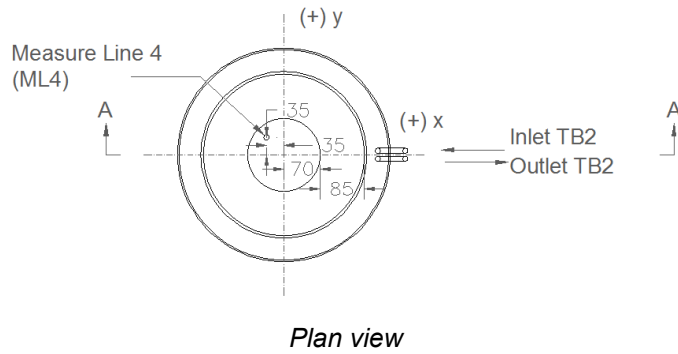 (+) y
Measure Line 4
(ML4)
A
35
(+) x
A
Inlet TB2
35
Outlet TB2
70
85
Plan view